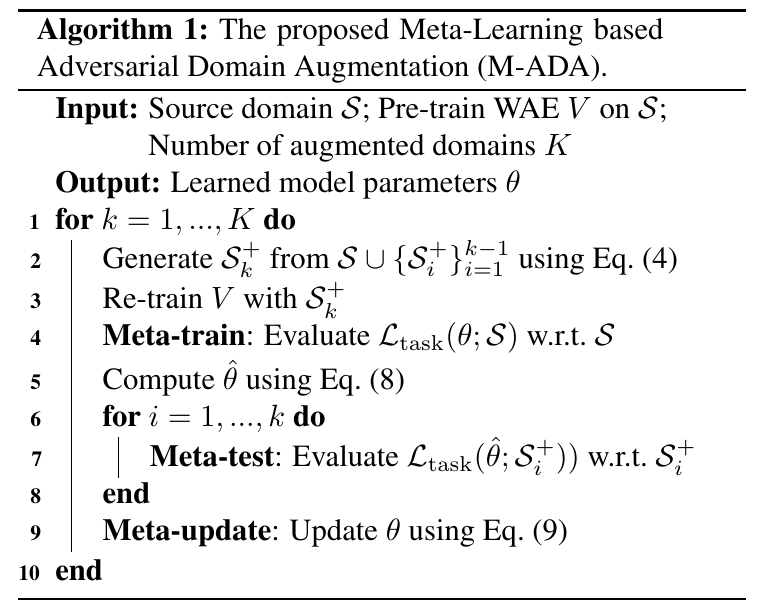 Algorithm 1: The proposed Meta-Learning based
Adversarial Domain Augmentation (M-ADA).
Input: Source domain $\mathcal{S}$; Pre-train WAE $V$ on $\mathcal{S}$;
Number of augmented domains $K$
Output: Learned model parameters $\theta$
1 for $k = 1, ..., K$ do
2 Generate $\mathcal{S}_k^+$ from $\mathcal{S} \cup \{\mathcal{S}_i^+\}_{i=1}^{k-1}$ using Eq. (4)
3 Re-train $V$ with $\mathcal{S}_k^+$
4 Meta-train: Evaluate $\mathcal{L}_{\text{task}}(\theta; \mathcal{S})$ w.r.t. $\mathcal{S}$
5 Compute $\hat{\theta}$ using Eq. (8)
6 for $i = 1, ..., k$ do
7 Meta-test: Evaluate $\mathcal{L}_{\text{task}}(\hat{\theta}; \mathcal{S}_i^+))$ w.r.t. $\mathcal{S}_i^+$
8 end
9 Meta-update: Update $\theta$ using Eq. (9)
10 end